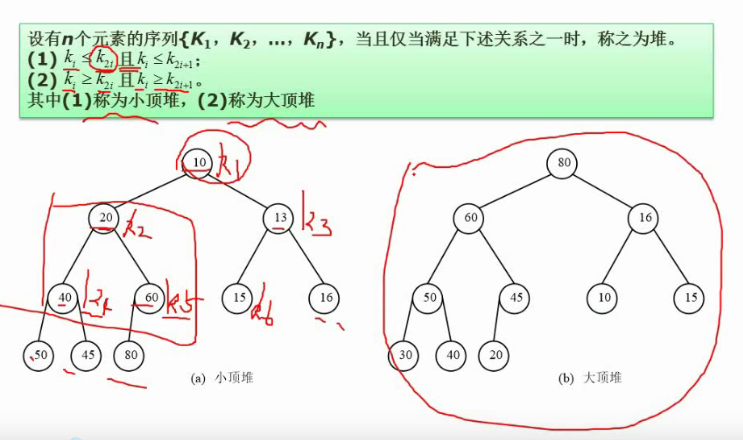 设有n个元素的序列{K1，K2，…，Kn}，当且仅当满足下述关系之一时，称之为堆。
(1) ki ≤ k2i 且 ki ≤ k2i+1；
(2) ki ≥ k2i 且 ki ≥ k2i+1。
其中(1)称为小顶堆，(2)称为大顶堆
10 k1
20 k2 13 k3
40 60 k5 15 k6 16
50 45 80
(a) 小顶堆
80
60 16
50 45 10 15
30 40 20
(b) 大顶堆